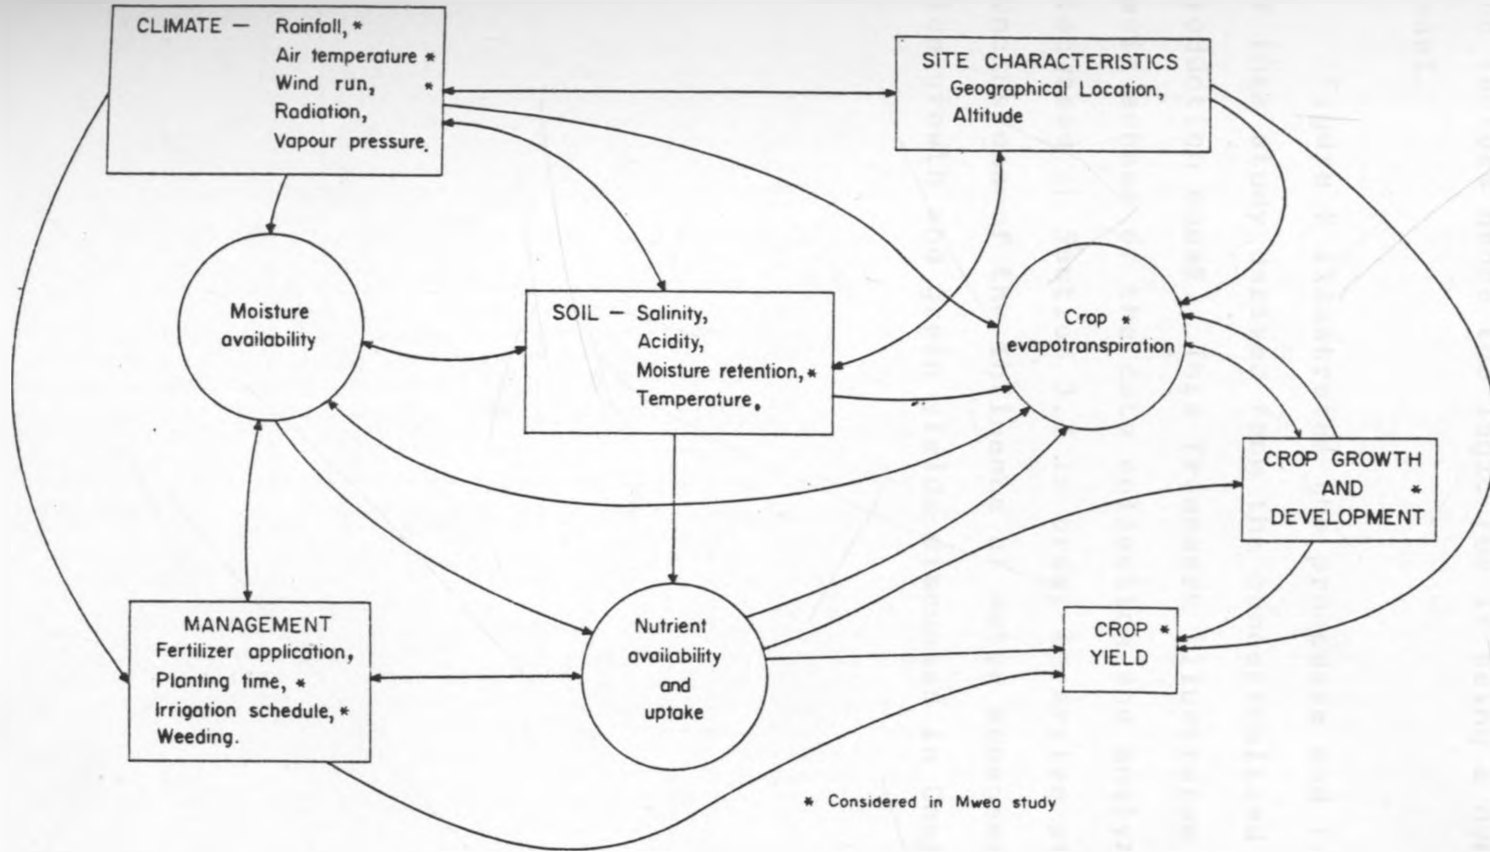 CLIMATE — Rainfall, *
Air temperature *
Wind run, *
Radiation,
Vapour pressure.
SITE CHARACTERISTICS
Geographical Location,
Altitude
Moisture
availability
SOIL — Salinity,
Acidity,
Moisture retention, *
Temperature.
Crop *
evapotranspiration
CROP GROWTH
AND *
DEVELOPMENT
MANAGEMENT
Fertilizer application,
Planting time, *
Irrigation schedule, *
Weeding.
Nutrient
availability
and
uptake
CROP *
YIELD
* Considered in Mwea study